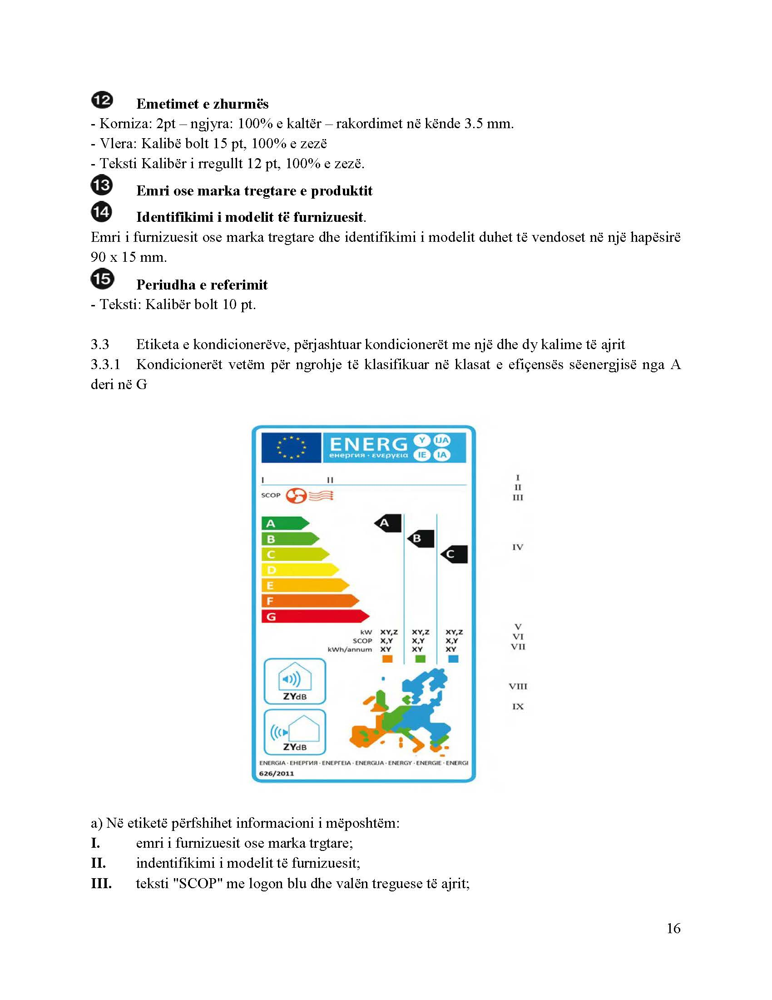 12 Emetimet e zhurmës
- Korniza: 2pt – ngjyra: 100% e kaltër – rakordimet në kënde 3.5 mm.
- Vlera: Kalibë bolt 15 pt, 100% e zezë
- Teksti Kalibër i rregullt 12 pt, 100% e zezë.
13 Emri ose marka tregtare e produktit
14 Identifikimi i modelit të furnizuesit.
Emri i furnizuesit ose marka tregtare dhe identifikimi i modelit duhet të vendoset në një hapësirë
90 x 15 mm.
15 Periudha e referimit
- Teksti: Kalibër bolt 10 pt.
3.3 Etiketa e kondicionerëve, përjashtuar kondicionerët me një dhe dy kalime të ajrit
3.3.1 Kondicionerët vetëm për ngrohje të klasifikuar në klasat e efiçensës sëenergjisë nga A
deri në G
ENERG Y IJA
енергия · ενεργεια IE IA
I II
I
II
SCOP
III
A A
B B
IV
C C
D
E
F
G
V
kW XY,Z XY,Z XY,Z
VI
SCOP X,Y X,Y X,Y
VII
kWh/annum XY XY XY
VIII
ZYdB
IX
ZYdB
ENERGIA · ЕНЕРГИЯ · ΕΝΕΡΓΕΙΑ · ENERGIJA · ENERGY · ENERGIE · ENERGI
626/2011
a) Në etiketë përfshihet informacioni i mëposhtëm:
I. emri i furnizuesit ose marka trgtare;
II. indentifikimi i modelit të furnizuesit;
III. teksti "SCOP" me logon blu dhe valën treguese të ajrit;
16